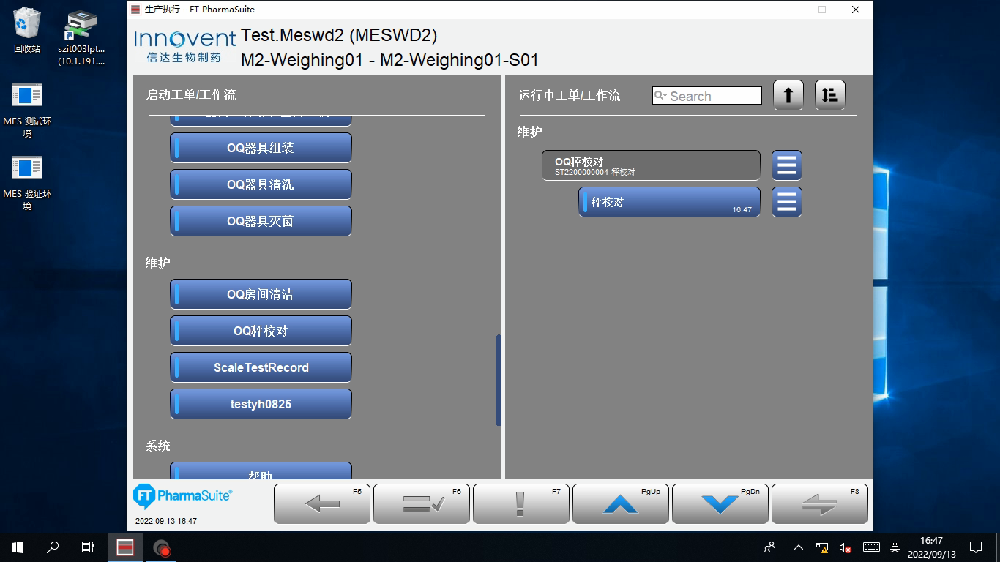 生产执行 - FT PharmaSuite
回收站
szit003lpt...
(10.1.191....
MES 测试环
境
MES 验证环
境
Innovent
信达生物制药
Test.Meswd2 (MESWD2)
M2-Weighing01 - M2-Weighing01-S01
启动工单/工作流
OQ器具组装
OQ器具清洗
OQ器具灭菌
维护
OQ房间清洁
OQ秤校对
ScaleTestRecord
testyh0825
系统
帮助
运行中工单/工作流
Search
维护
OQ秤校对
ST2200000004-秤校对
秤校对
16:47
FT PharmaSuite®
2022.09.13 16:47
F5
F6
F7
PgUp
PgDn
F8
英
16:47
2022/09/13